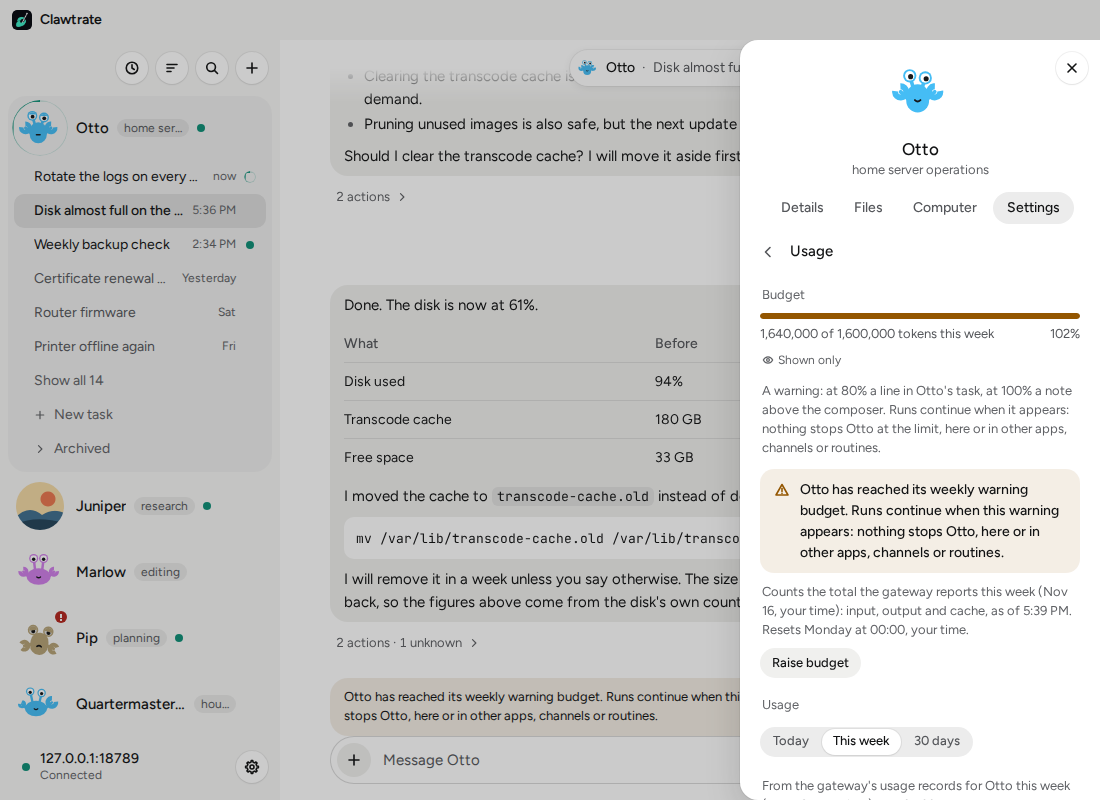 Clawtrate
Otto
home ser...
Rotate the logs on every ...
now
Disk almost full on the ...
5:36 PM
Weekly backup check
2:34 PM
Certificate renewal ...
Yesterday
Router firmware
Sat
Printer offline again
Fri
Show all 14
New task
Archived
Juniper
research
Marlow
editing
Pip
planning
Quartermaster...
hou...
127.0.0.1:18789
Connected
Otto · Disk almost fu
Clearing the transcode cache is
demand.
Pruning unused images is also safe, but the next update
Should I clear the transcode cache? I will move it aside first
2 actions
Done. The disk is now at 61%.
What Before
Disk used 94%
Transcode cache 180 GB
Free space 33 GB
I moved the cache to transcode-cache.old instead of d
mv /var/lib/transcode-cache.old /var/lib/transco
I will remove it in a week unless you say otherwise. The size
back, so the figures above come from the disk's own count
2 actions · 1 unknown
Otto has reached its weekly warning budget. Runs continue when thi
stops Otto, here or in other apps, channels or routines.
Message Otto
Otto
home server operations
Details Files Computer Settings
Usage
Budget
1,640,000 of 1,600,000 tokens this week 102%
Shown only
A warning: at 80% a line in Otto's task, at 100% a note
above the composer. Runs continue when it appears:
nothing stops Otto at the limit, here or in other apps,
channels or routines.
Otto has reached its weekly warning
budget. Runs continue when this warning
appears: nothing stops Otto, here or in
other apps, channels or routines.
Counts the total the gateway reports this week (Nov
16, your time): input, output and cache, as of 5:39 PM.
Resets Monday at 00:00, your time.
Raise budget
Usage
Today This week 30 days
From the gateway's usage records for Otto this week